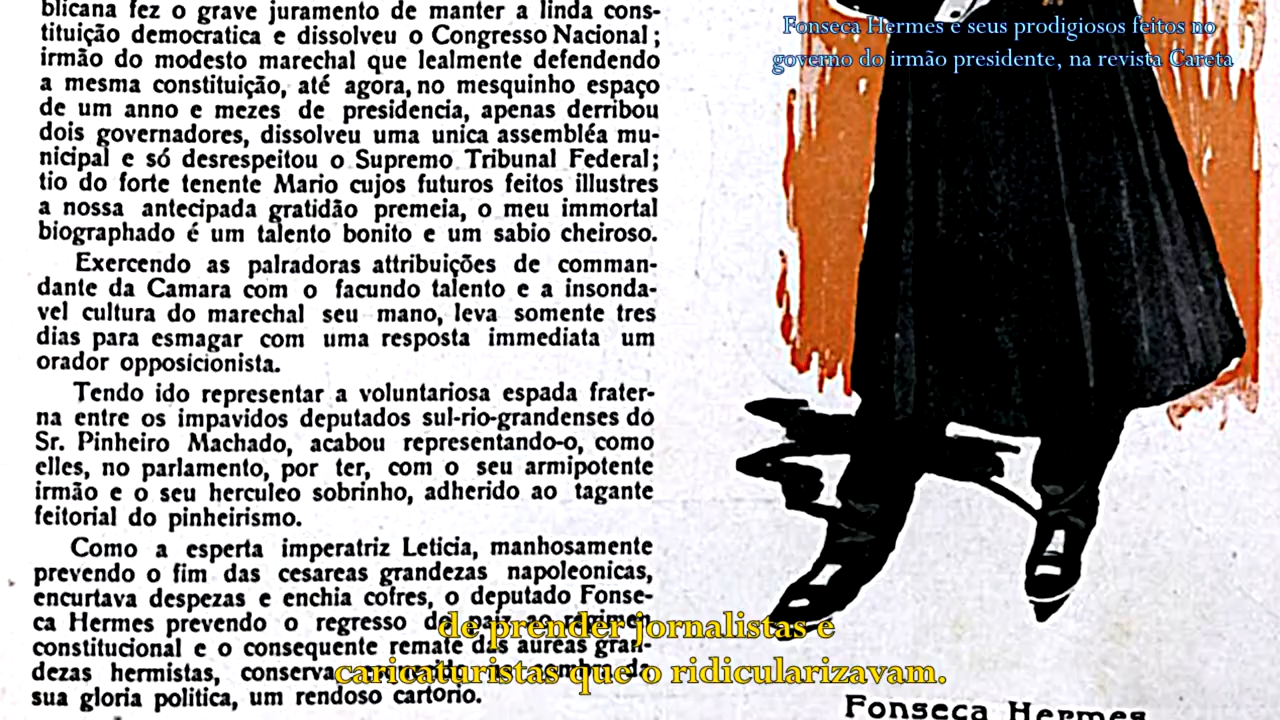 blicana fez o grave juramento de manter a linda cons-
tituição democratica e dissolveu o Congresso Nacional;
irmão do modesto marechal que lealmente defendendo
a mesma constituição, até agora, no mesquinho espaço
de um anno e mezes de presidencia, apenas derribou
dois governadores, dissolveu uma unica assembléa mu-
nicipal e só desrespeitou o Supremo Tribunal Federal;
tio do forte tenente Mario cujos futuros feitos illustres
a nossa antecipada gratidão premeia, o meu immortal
biographado é um talento bonito e um sabio cheiroso.
Exercendo as palradoras attribuições de comman-
dante da Camara com o facundo talento e a insonda-
vel cultura do marechal seu mano, leva somente tres
dias para esmagar com uma resposta immediata um
orador opposicionista.
Tendo ido representar a voluntariosa espada frater-
na entre os impavidos deputados sul-rio-grandenses do
Sr. Pinheiro Machado, acabou representando-o, como
elles, no parlamento, por ter, com o seu armipotente
irmão e o seu herculeo sobrinho, adherido ao tagante
feitorial do pinheirismo.
Como a esperta imperatriz Leticia, manhosamente
prevendo o fim das cesareas grandezas napoleonicas,
encurtava despezas e enchia cofres, o deputado Fonse-
ca Hermes prevendo o regresso do paiz ao regimen
constitucional e o consequente remate das aureas gran-
dezas hermistas, conserva
sua gloria politica, um rendoso cartorio.
Fonseca Hermes e seus prodigiosos feitos no
governo do irmão presidente, na revista Careta
de prender jornalistas e
caricaturistas que o ridicularizavam.
Fonseca Hermes